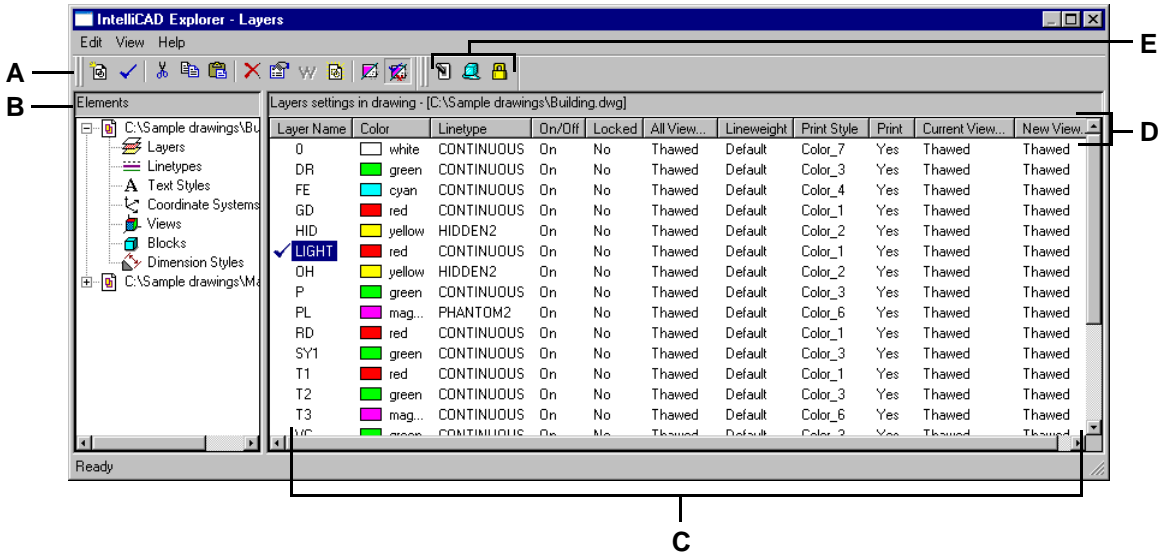 IntelliCAD Explorer - Layers
Edit View Help
E
A
B
Elements
Layers settings in drawing - [C:\Sample drawings\Building.dwg]
D
C:\Sample drawings\Bu
Layers
Linetypes
Text Styles
Coordinate Systems
Views
Blocks
Dimension Styles
C:\Sample drawings\Ma
Layer Name Color Linetype On/Off Locked All View... Lineweight Print Style Print Current View... New View.
0 white CONTINUOUS On No Thawed Default Color_7 Yes Thawed Thawed
DR green CONTINUOUS On No Thawed Default Color_3 Yes Thawed Thawed
FE cyan CONTINUOUS On No Thawed Default Color_4 Yes Thawed Thawed
GD red CONTINUOUS On No Thawed Default Color_1 Yes Thawed Thawed
HID yellow HIDDEN2 On No Thawed Default Color_2 Yes Thawed Thawed
LIGHT red CONTINUOUS On No Thawed Default Color_1 Yes Thawed Thawed
OH yellow HIDDEN2 On No Thawed Default Color_2 Yes Thawed Thawed
P green CONTINUOUS On No Thawed Default Color_3 Yes Thawed Thawed
PL mag... PHANTOM2 On No Thawed Default Color_6 Yes Thawed Thawed
RD red CONTINUOUS On No Thawed Default Color_1 Yes Thawed Thawed
SY1 green CONTINUOUS On No Thawed Default Color_3 Yes Thawed Thawed
T1 red CONTINUOUS On No Thawed Default Color_1 Yes Thawed Thawed
T2 green CONTINUOUS On No Thawed Default Color_3 Yes Thawed Thawed
T3 mag... CONTINUOUS On No Thawed Default Color_6 Yes Thawed Thawed
green CONTINUOUS On No Thawed Default Color_3 Yes Thawed Thawed
Ready
C